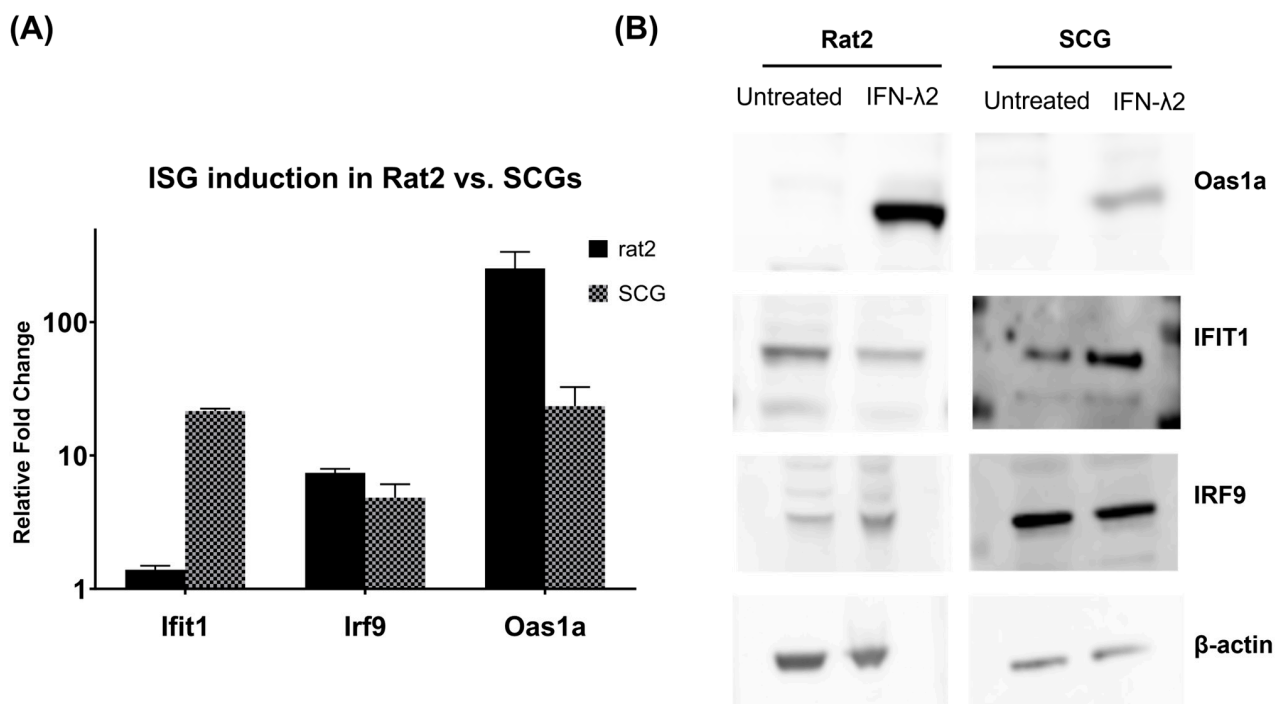 (A)
ISG induction in Rat2 vs. SCGs
rat2
SCG
Relative Fold Change
100
10
1
Ifit1 Irf9 Oas1a
(B)
Rat2 SCG
Untreated IFN-λ2 Untreated IFN-λ2
Oas1a
IFIT1
IRF9
β-actin